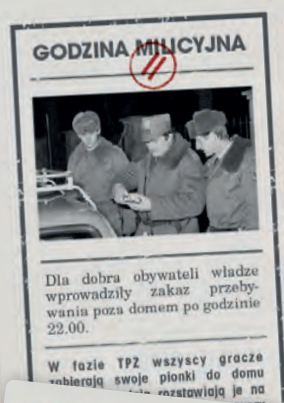 GODZINA MILICYJNA
11
Dla dobra obywateli władze
wprowadziły zakaz przeby-
wania poza domem po godzinie
22.00.
W fazie TPZ wszyscy gracze
zabierają swoje pionki do domu
rozstawiają je na